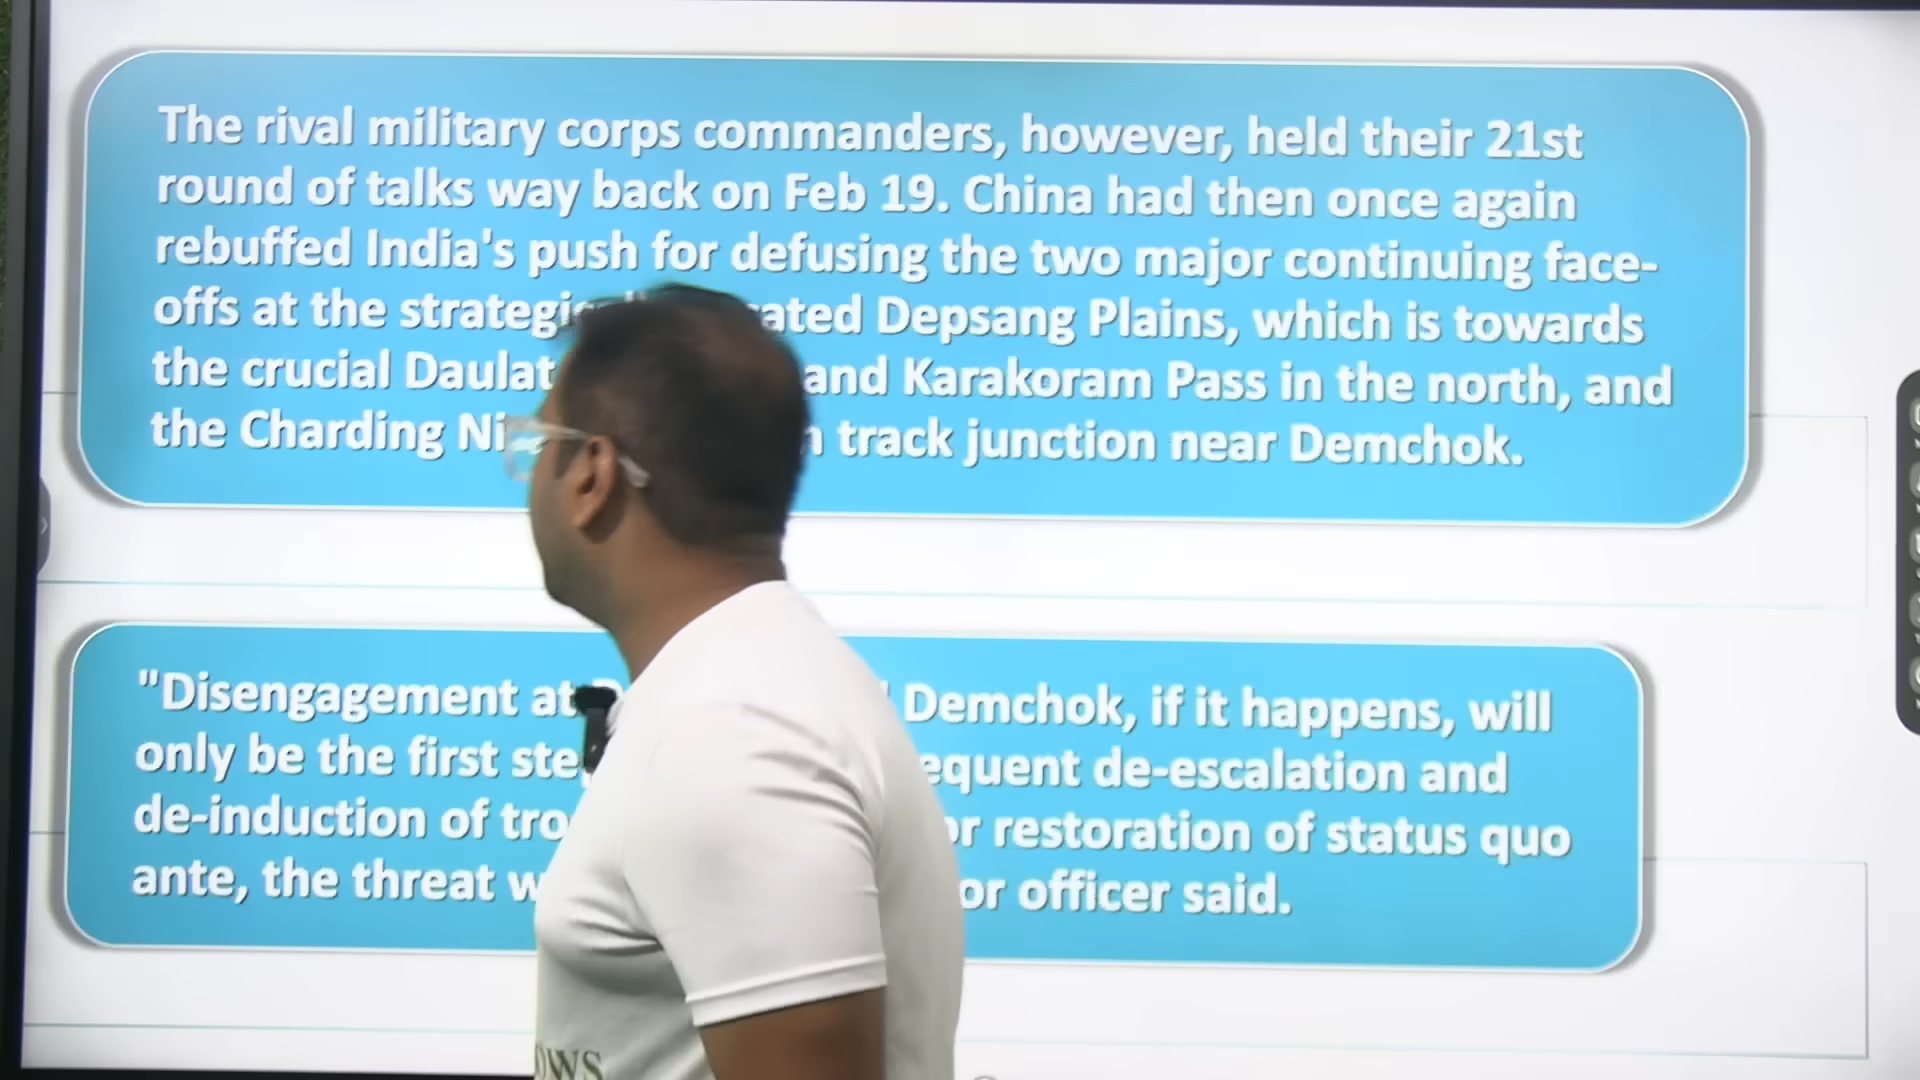 The rival military corps commanders, however, held their 21st
round of talks way back on Feb 19. China had then once again
rebuffed India's push for defusing the two major continuing face-
offs at the Depsang Plains, which is towards
the crucial Daulat and Karakoram Pass in the north, and
the Charding track junction near Demchok.
"Disengagement at Demchok, if it happens, will
only be the first de-escalation and
de-induction of restoration of status quo
ante, the threat officer said.